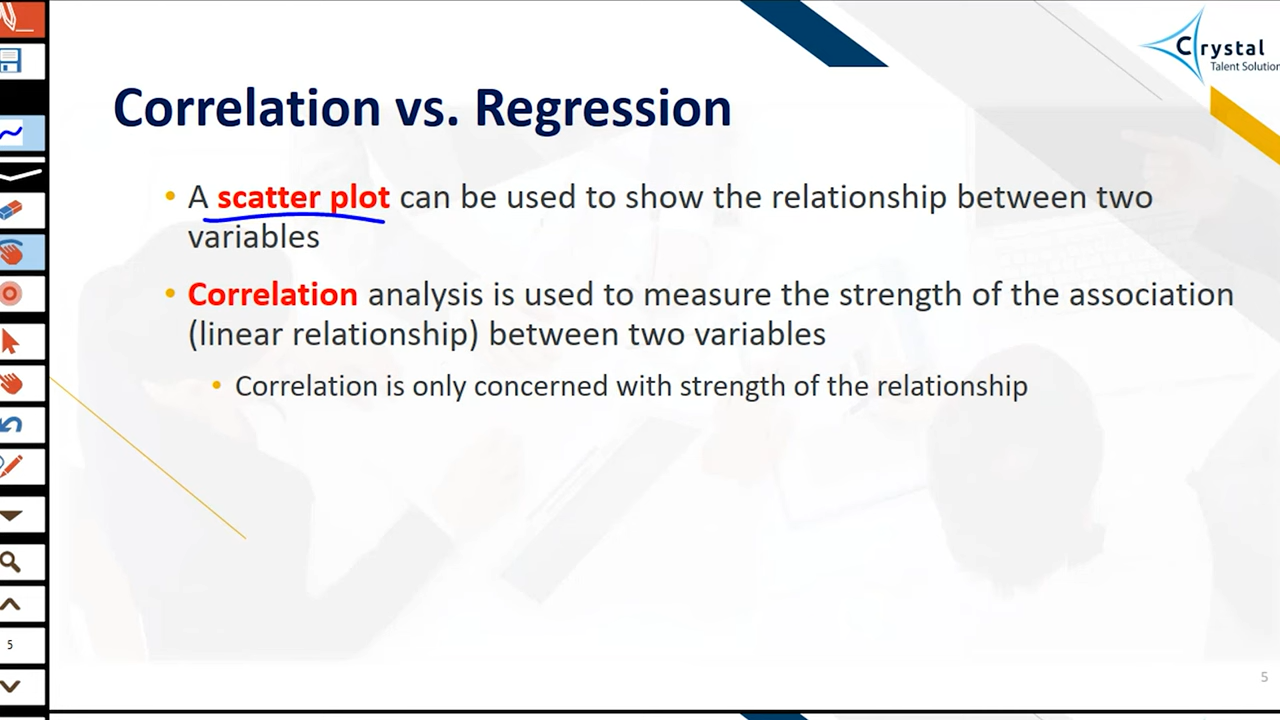 Crystal
Talent Solution
Correlation vs. Regression
• A scatter plot can be used to show the relationship between two
variables
• Correlation analysis is used to measure the strength of the association
(linear relationship) between two variables
• Correlation is only concerned with strength of the relationship
5
5